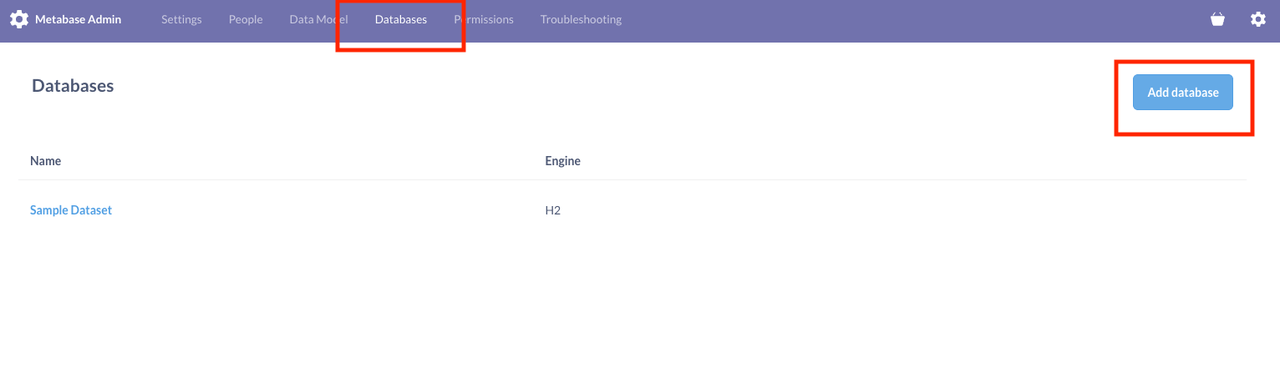 Metabase Admin Settings People Data Model Databases Permissions Troubleshooting
Databases
Add database
Name Engine
Sample Dataset H2